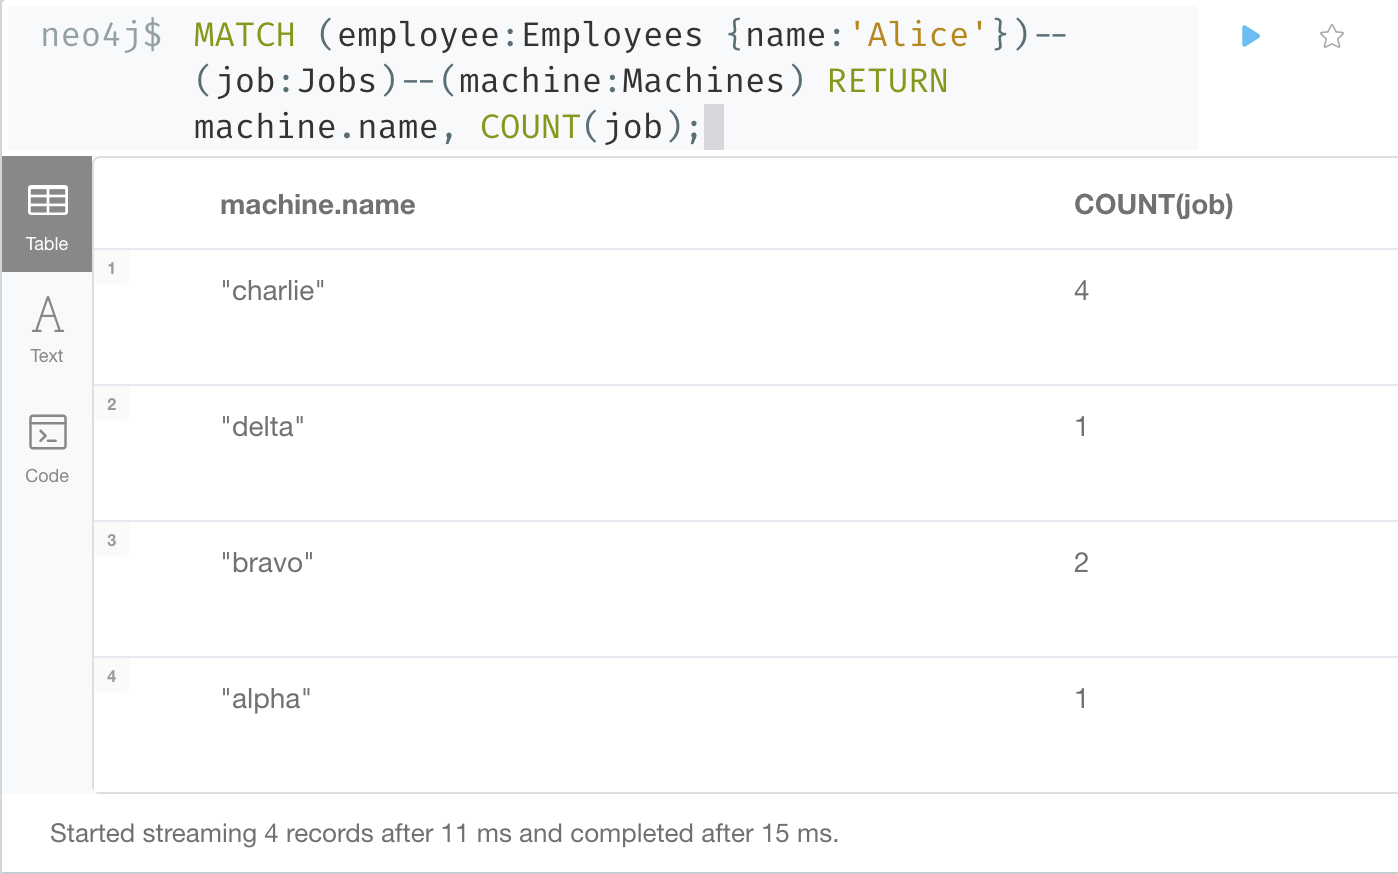 neo4j$ MATCH (employee:Employees {name:'Alice'})--
(job:Jobs)--(machine:Machines) RETURN
machine.name, COUNT(job);
Table
machine.name COUNT(job)
1 "charlie" 4
Text
2 "delta" 1
Code
3 "bravo" 2
4 "alpha" 1
Started streaming 4 records after 11 ms and completed after 15 ms.